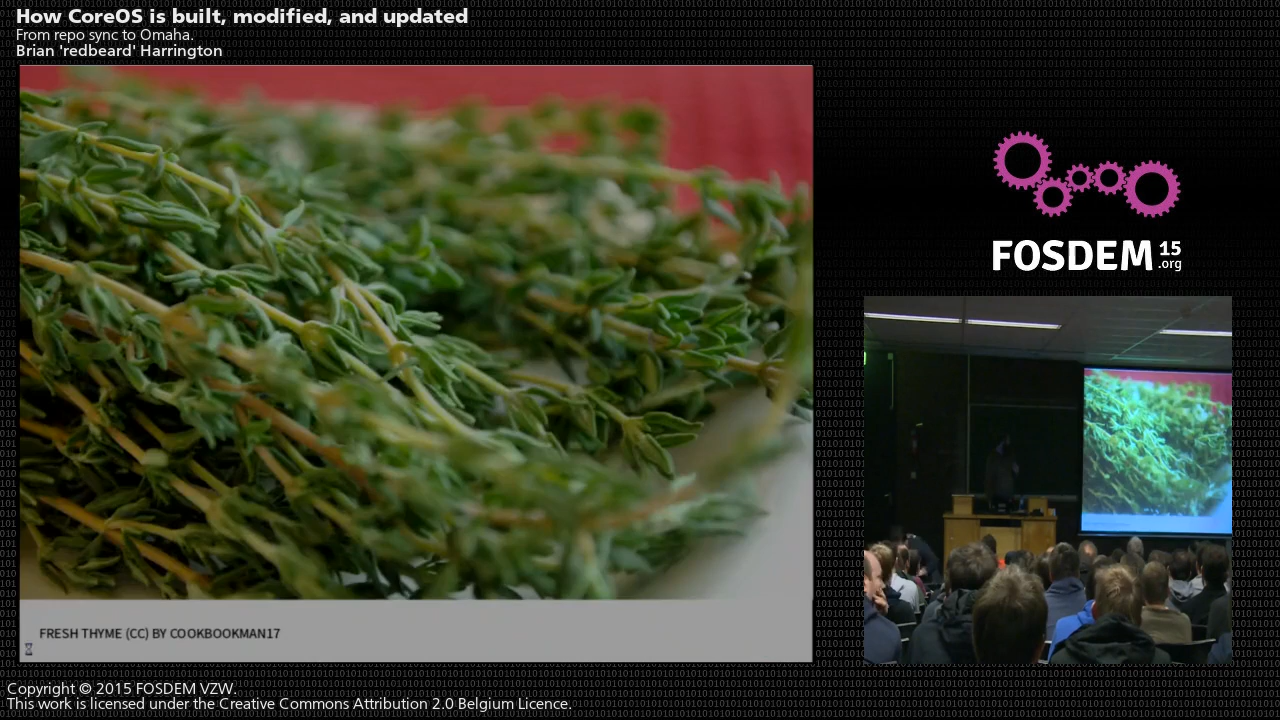 How CoreOS is built, modified, and updated
From repo sync to Omaha.
Brian 'redbeard' Harrington
FOSDEM 15
.org
FRESH THYME (CC) BY COOKBOOKMAN17
Copyright © 2015 FOSDEM VZW.
This work is licensed under the Creative Commons Attribution 2.0 Belgium Licence.